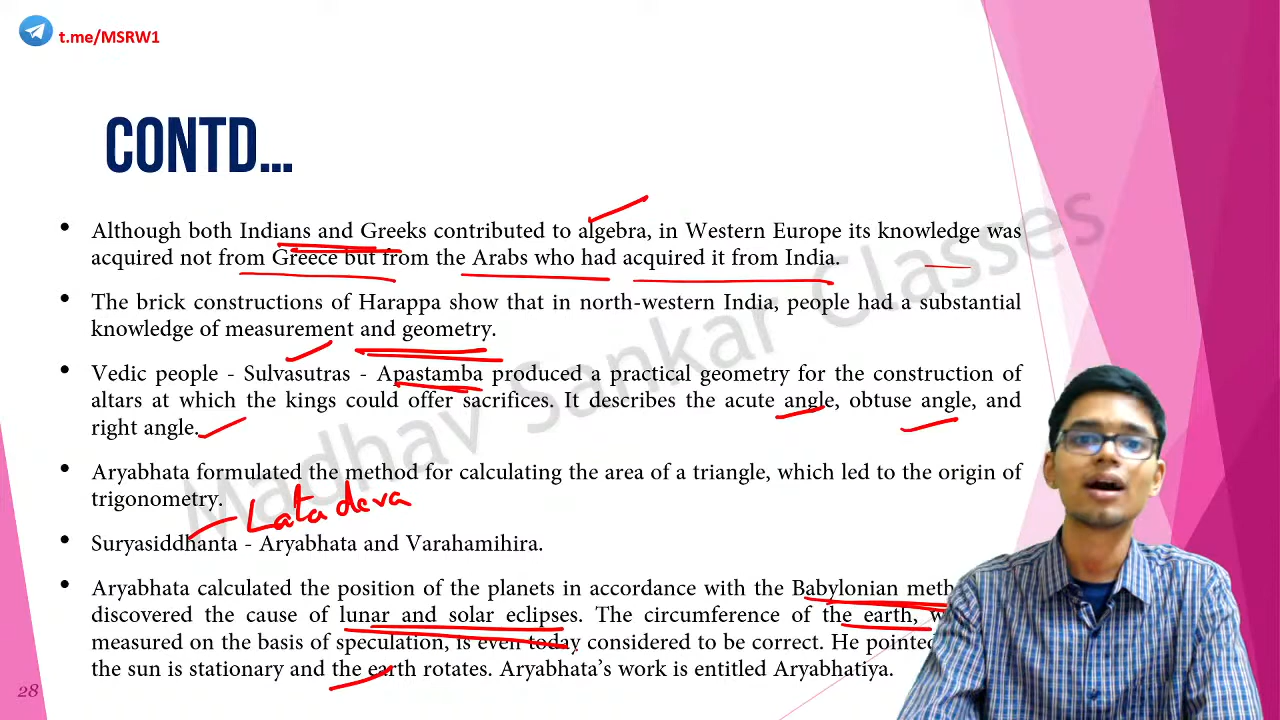 t.me/MSRW1
CONTD...
• Although both Indians and Greeks contributed to algebra, in Western Europe its knowledge was
acquired not from Greece but from the Arabs who had acquired it from India.
• The brick constructions of Harappa show that in north-western India, people had a substantial
knowledge of measurement and geometry.
• Vedic people - Sulvasutras - Apastamba produced a practical geometry for the construction of
altars at which the kings could offer sacrifices. It describes the acute angle, obtuse angle, and
right angle.
• Aryabhata formulated the method for calculating the area of a triangle, which led to the origin of
trigonometry.
Lata deva
• Suryasiddhanta - Aryabhata and Varahamihira.
• Aryabhata calculated the position of the planets in accordance with the Babylonian
discovered the cause of lunar and solar eclipses. The circumference of the earth,
measured on the basis of speculation, is even today considered to be correct. He pointed
the sun is stationary and the earth rotates. Aryabhata's work is entitled Aryabhatiya.
28
Madhav Sankar Classes